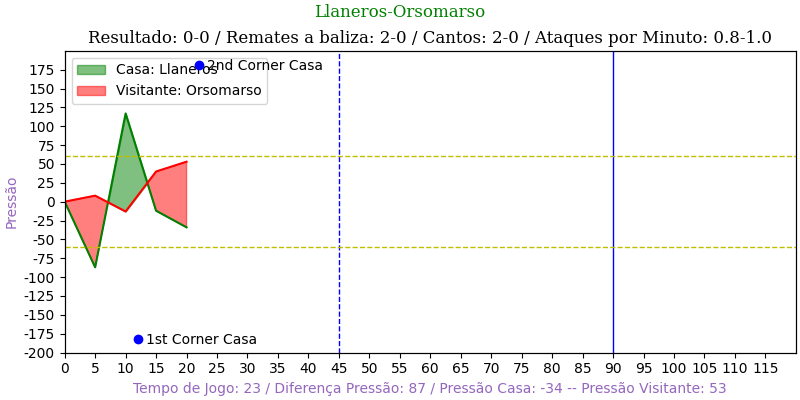 Llaneros-Orsomarso
Resultado: 0-0 / Remates a baliza: 2-0 / Cantos: 2-0 / Ataques por Minuto: 0.8-1.0
Casa: Llaneros
Visitante: Orsomarso
2nd Corner Casa
1st Corner Casa
Pressão
175
150
125
100
75
50
25
0
-25
-50
-75
-100
-125
-150
-175
-200
0 5 10 15 20 25 30 35 40 45 50 55 60 65 70 75 80 85 90 95 100 105 110 115
Tempo de Jogo: 23 / Diferença Pressão: 87 / Pressão Casa: -34 -- Pressão Visitante: 53